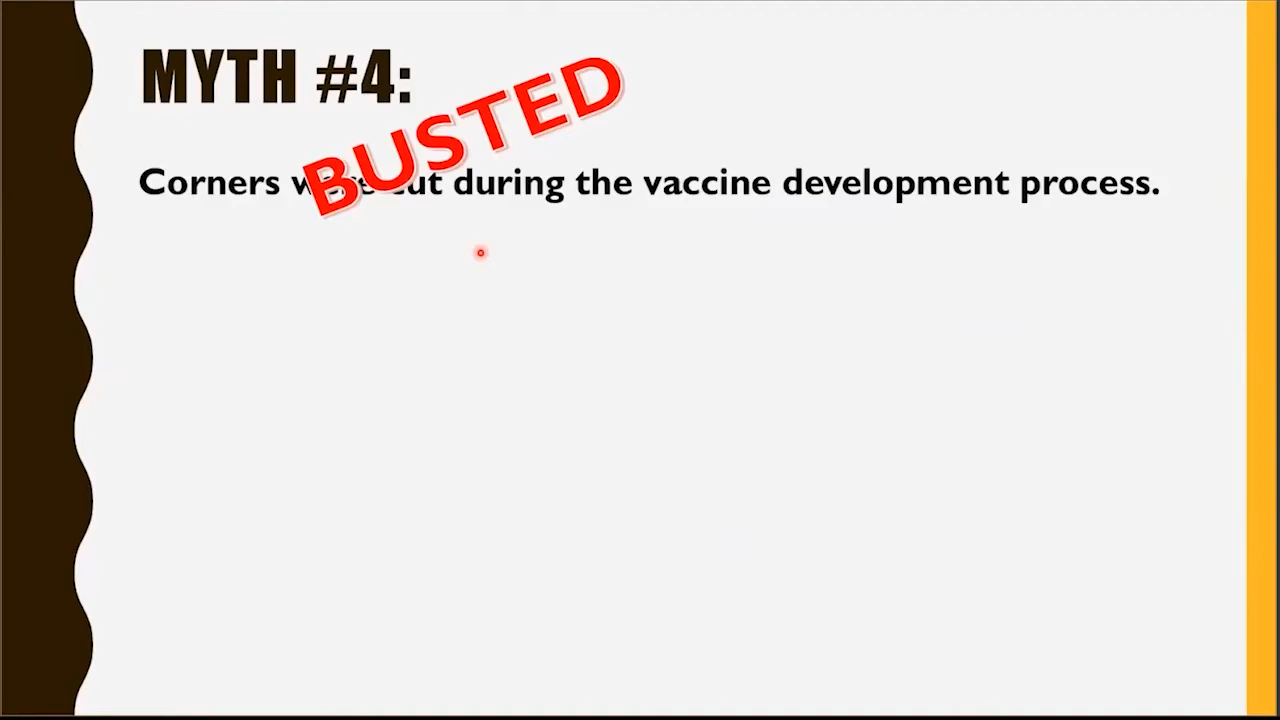 MYTH #4:
BUSTED
Corners were cut during the vaccine development process.